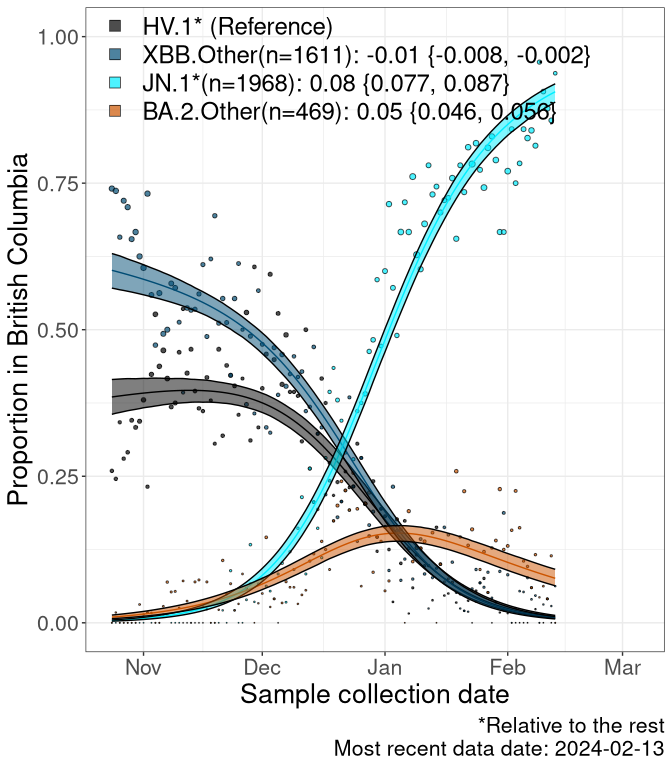 HV.1* (Reference)
XBB.Other(n=1611): -0.01 {-0.008, -0.002}
JN.1*(n=1968): 0.08 {0.077, 0.087}
BA.2.Other(n=469): 0.05 {0.046, 0.056}
1.00
0.75
0.50
0.25
0.00
Proportion in British Columbia
Nov Dec Jan Feb Mar
Sample collection date
*Relative to the rest
Most recent data date: 2024-02-13